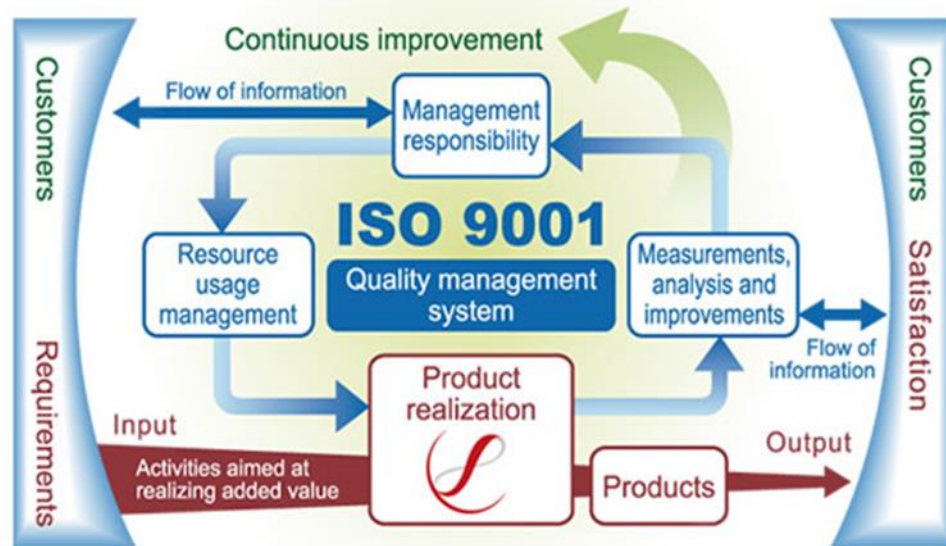 Continuous improvement
Customers
Requirements
Flow of information
Management
responsibility
ISO 9001
Quality management
system
Resource
usage
management
Measurements,
analysis and
improvements
Customers
Satisfaction
Flow of
information
Product
realization
Input
Activities aimed at
realizing added value
Products
Output